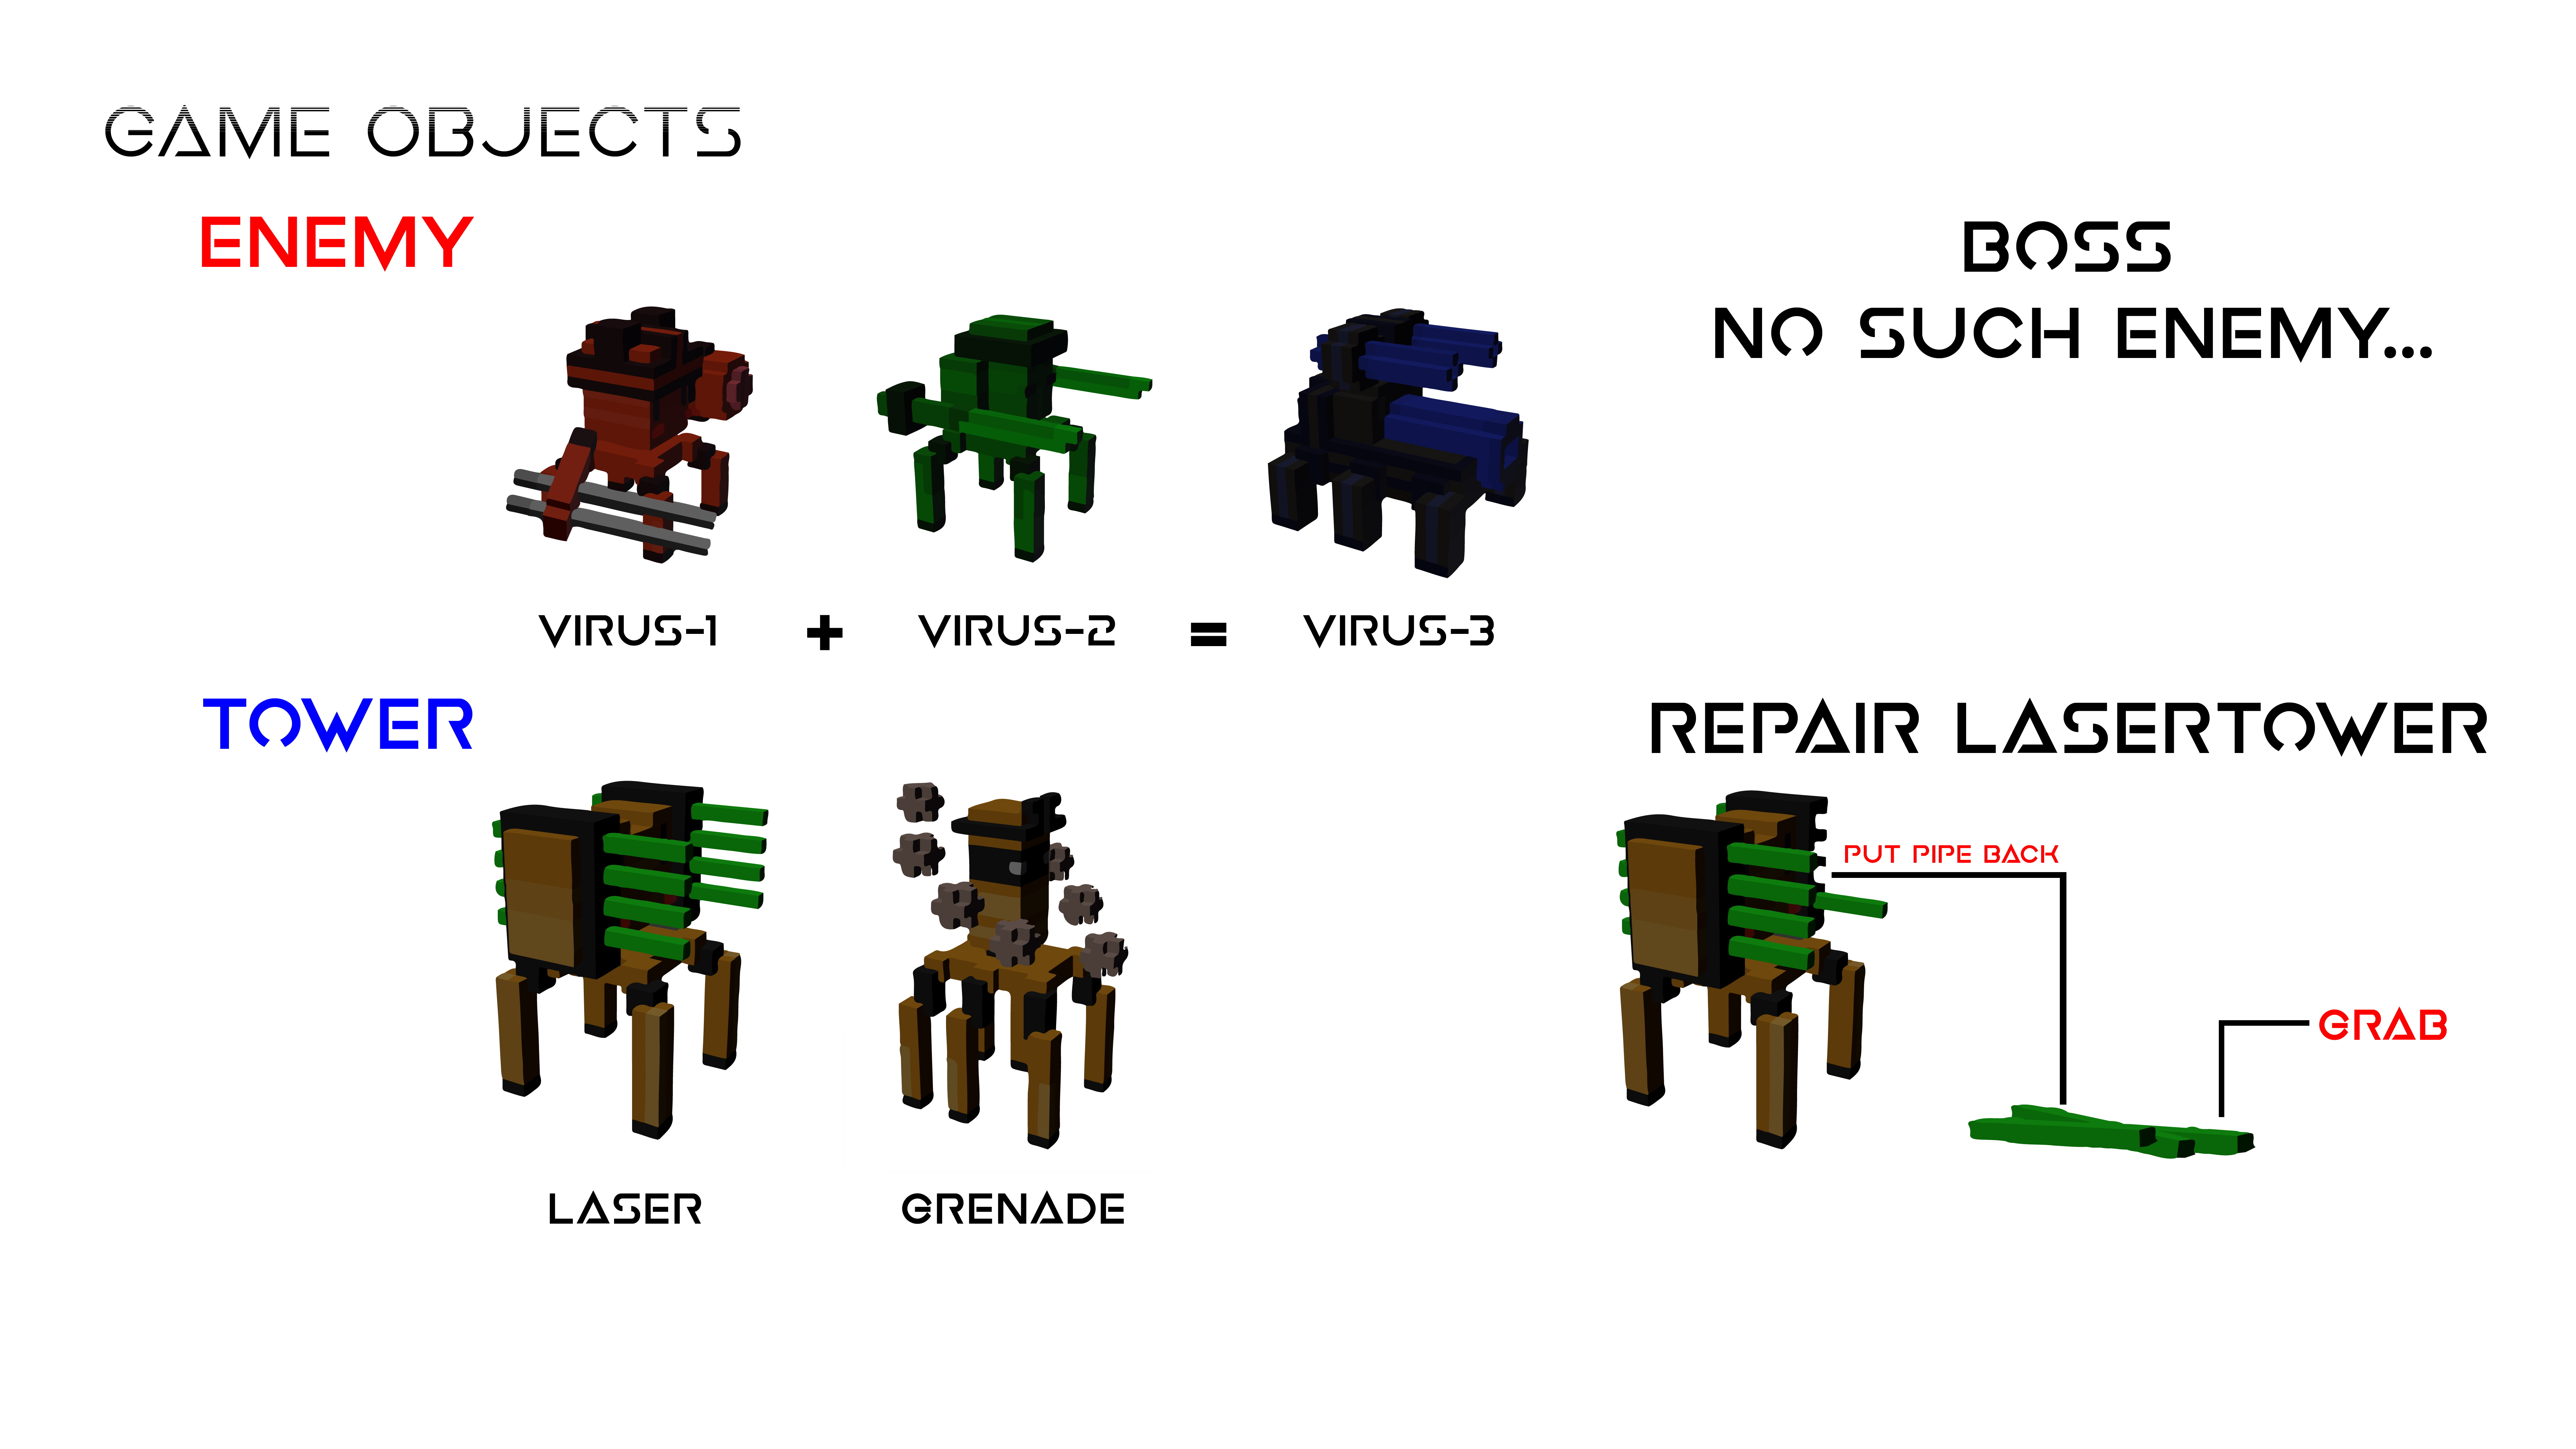 GAME OBJECTS
ENEMY
BOSS
NO SUCH ENEMY...
VIRUS-1 + VIRUS-2 = VIRUS-3
TOWER
REPAIR LASERTOWER
PUT PIPE BACK
GRAB
LASER
GRENADE